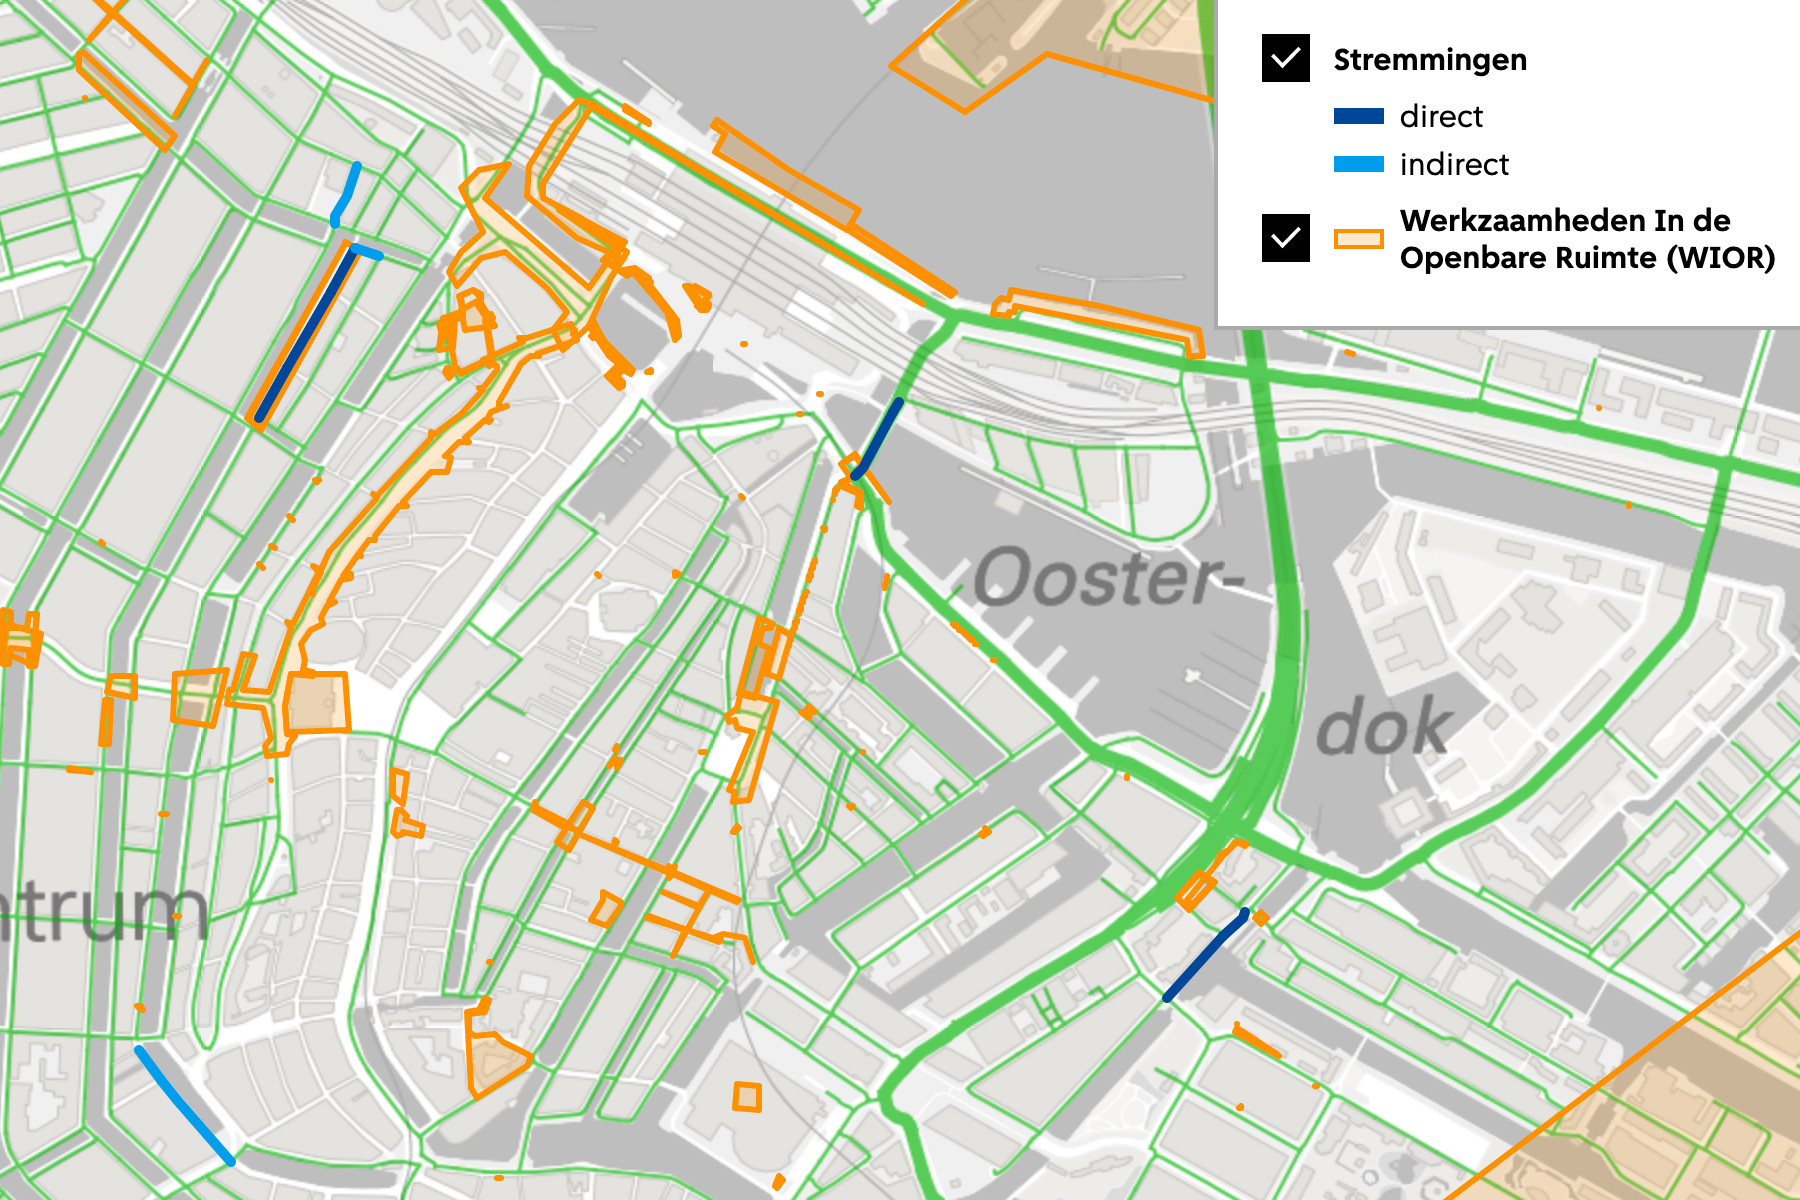 Stremmingen
direct
indirect
Werkzaamheden In de
Openbare Ruimte (WIOR)
Ooster-
dok
ntrum